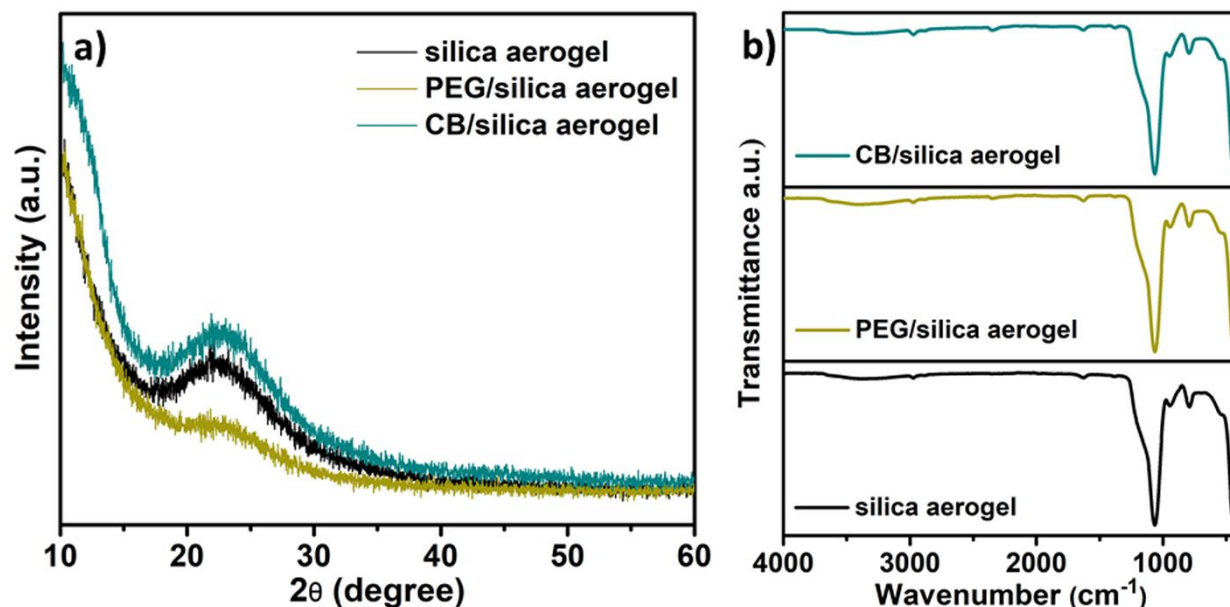 a)
silica aerogel
PEG/silica aerogel
CB/silica aerogel
Intensity (a.u.)
10 20 30 40 50 60
2θ (degree)
b)
CB/silica aerogel
PEG/silica aerogel
silica aerogel
Transmittance a.u.
4000 3000 2000 1000
Wavenumber (cm⁻¹)